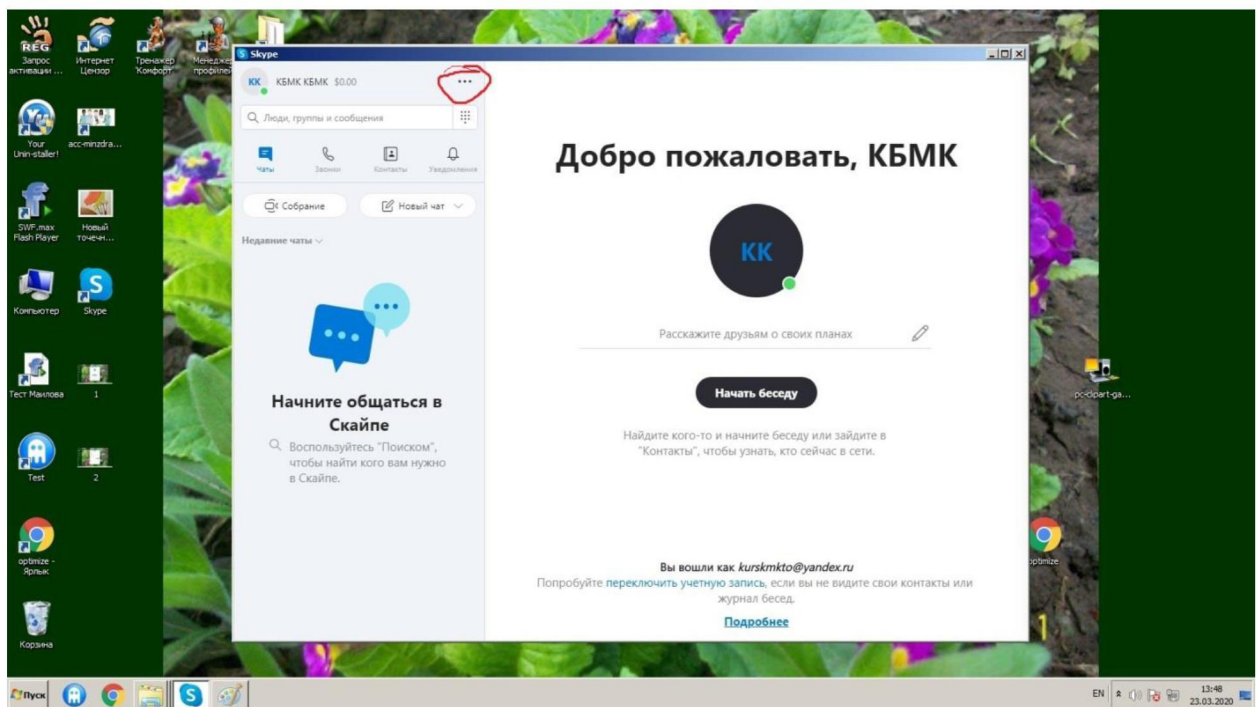 REG
Запрос
активации ...
Интернет
Цензор
Тренажер
'Комфорт'
Менеджер
профилей
Your
Unin-staller!
acc-minzdra...
SWF.max
Flash Player
Новый
точечн...
Компьютер
Skype
Тест Маилова
1
Test
2
optimize -
Ярлык
Корзина
Skype
КК КБМК КБМК $0.00
Люди, группы и сообщения
Чаты
Звонки
Контакты
Уведомления
Собрание
Новый чат
Недавние чаты
Начните общаться в
Скайпе
Воспользуйтесь "Поиском",
чтобы найти кого вам нужно
в Скайпе.
Добро пожаловать, КБМК
КК
Расскажите друзьям о своих планах
Начать беседу
Найдите кого-то и начните беседу или зайдите в
"Контакты", чтобы узнать, кто сейчас в сети.
Вы вошли как kurskmkto@yandex.ru
Попробуйте переключить учетную запись, если вы не видите свои контакты или
журнал бесед.
Подробнее
pc-clipart-ga...
optimize
Пуск
EN
13:48
23.03.2020